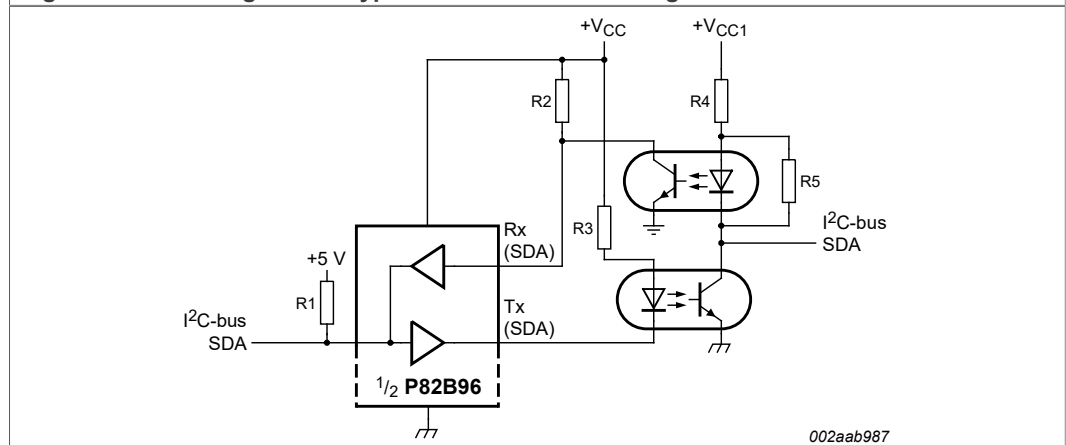 +VCC
+VCC1
R2
R4
R5
I²C-bus
SDA
R3
Rx
(SDA)
+5 V
R1
Tx
(SDA)
I²C-bus
SDA
1/2 P82B96
002aab987